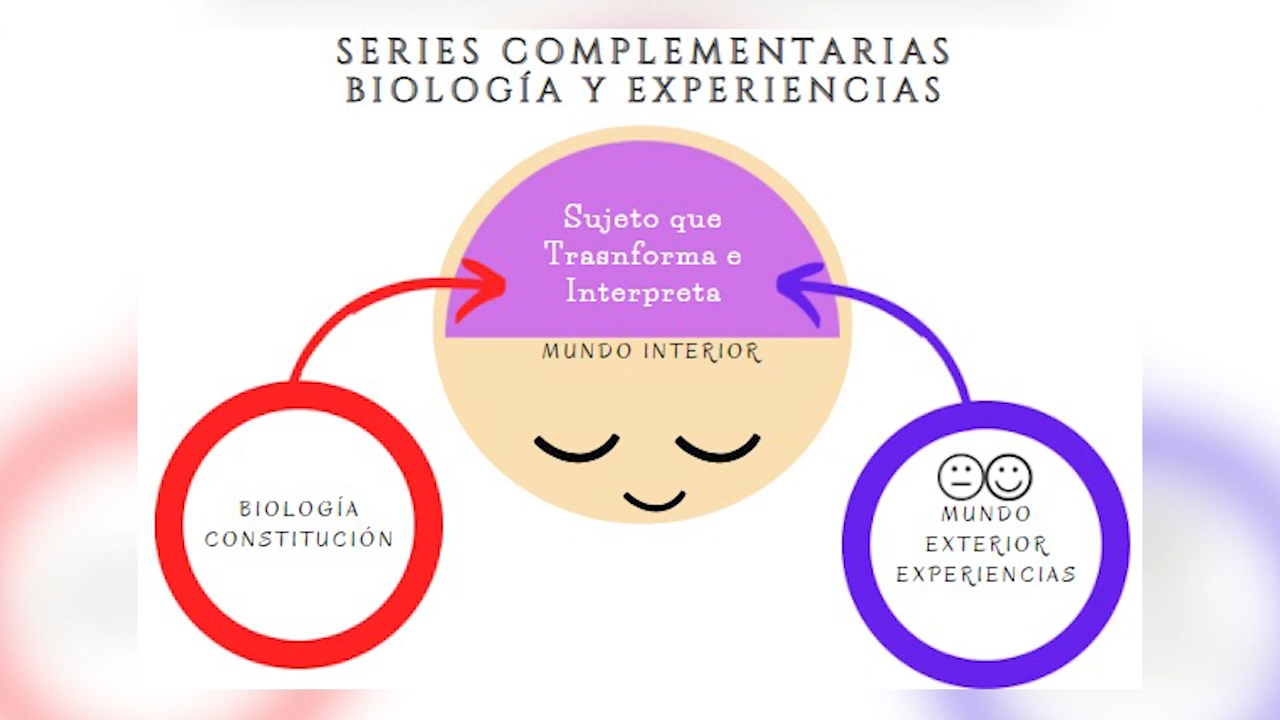 SERIES COMPLEMENTARIAS
BIOLOGÍA Y EXPERIENCIAS
Sujeto que
Trasnforma e
Interpreta
MUNDO INTERIOR
BIOLOGÍA
CONSTITUCIÓN
MUNDO
EXTERIOR
EXPERIENCIAS